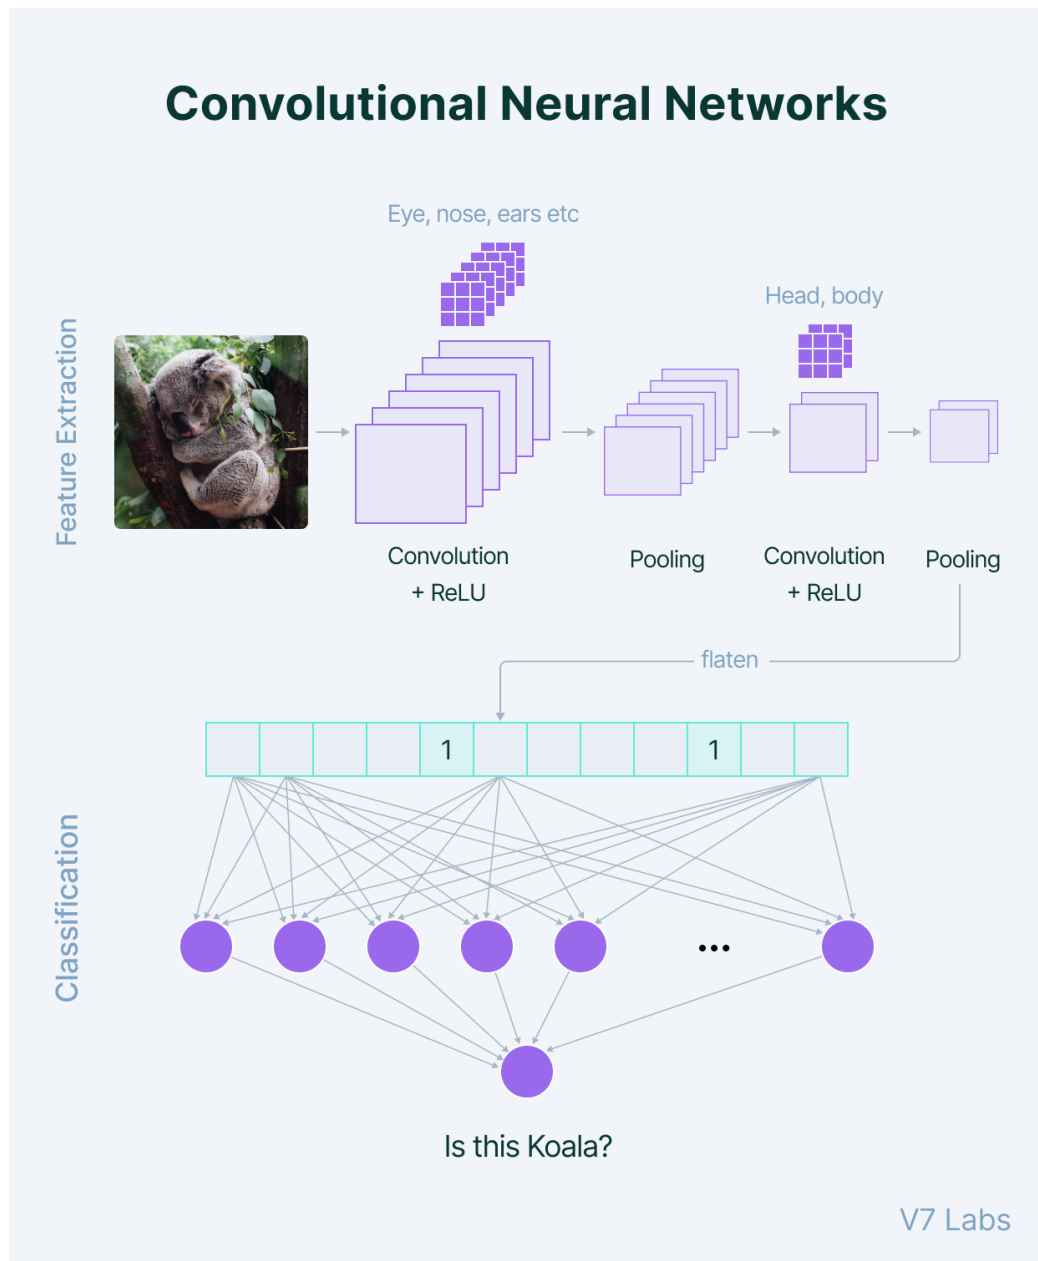 Convolutional Neural Networks
Eye, nose, ears etc
Head, body
Feature Extraction
Convolution
+ ReLU
Pooling
Convolution
+ ReLU
Pooling
flaten
1
1
Classification
...
Is this Koala?
V7 Labs